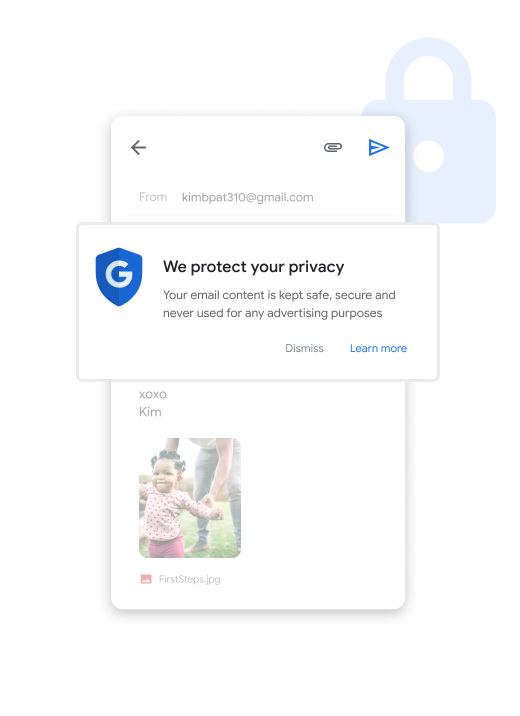 From kimbpat310@gmail.com
G
We protect your privacy
Your email content is kept safe, secure and
never used for any advertising purposes
Dismiss Learn more
xoxo
Kim
FirstSteps.jpg